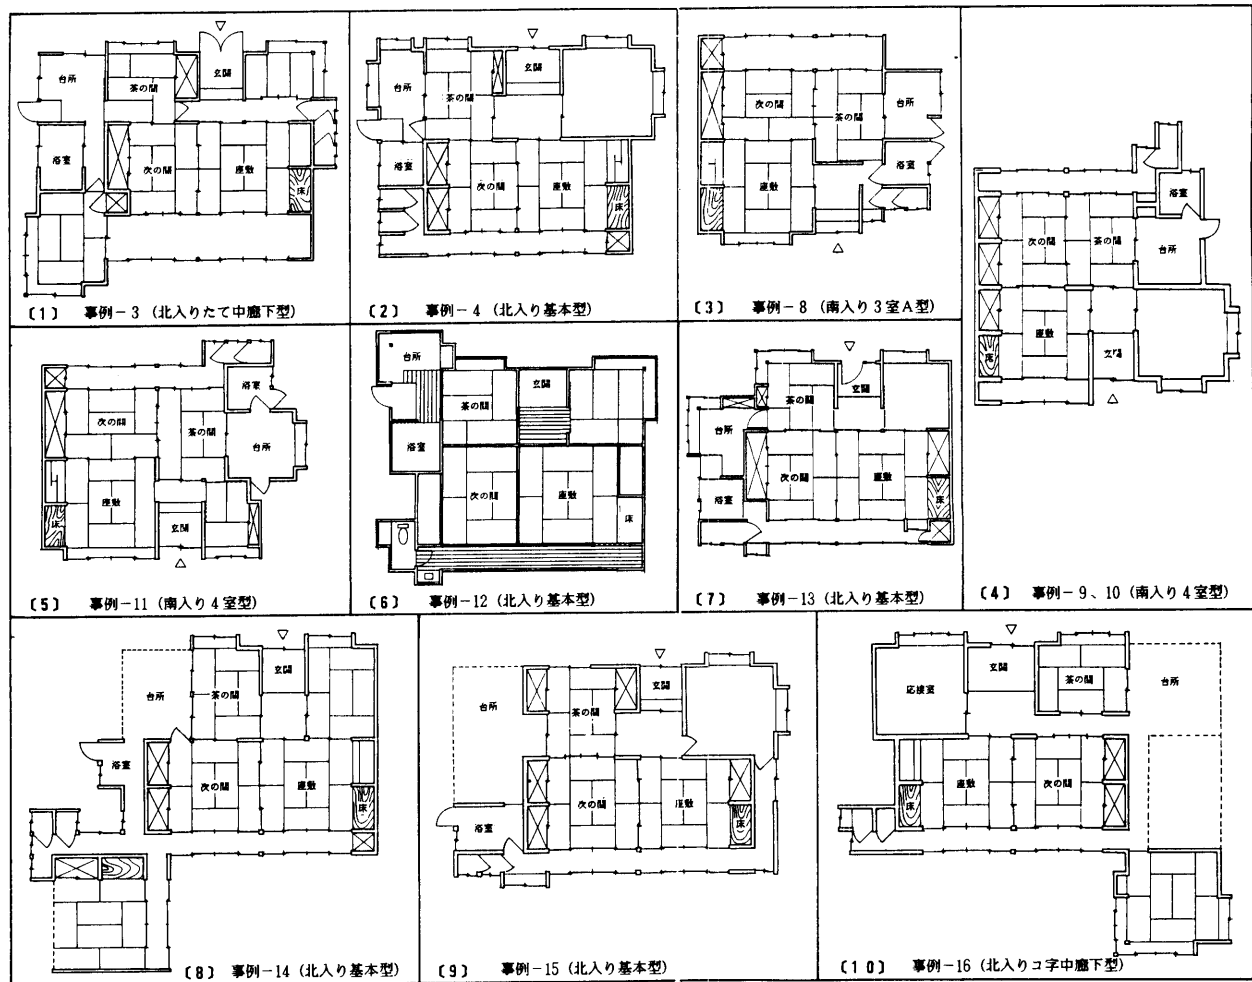 台所
茶の間
玄関
浴室
次の間
座敷
床
〔1〕 事例－3（北入りたて中廊下型）
台所
茶の間
玄関
浴室
次の間
座敷
床
〔2〕 事例－4（北入り基本型）
次の間
茶の間
台所
浴室
座敷
〔3〕 事例－8（南入り3室A型）
浴室
次の間
茶の間
台所
座敷
床
玄関
〔4〕 事例－9、10（南入り4室型）
浴室
次の間
茶の間
台所
座敷
床
玄関
〔5〕 事例－11（南入り4室型）
台所
茶の間
玄関
浴室
次の間
座敷
床
〔6〕 事例－12（北入り基本型）
玄関
茶の間
台所
次の間
座敷
浴室
床
〔7〕 事例－13（北入り基本型）
台所
茶の間
玄関
浴室
次の間
座敷
床
〔8〕 事例－14（北入り基本型）
台所
茶の間
玄関
次の間
座敷
床
浴室
〔9〕 事例－15（北入り基本型）
応接室
玄関
茶の間
台所
座敷
次の間
床
〔10〕 事例－16（北入りコ字中廊下型）